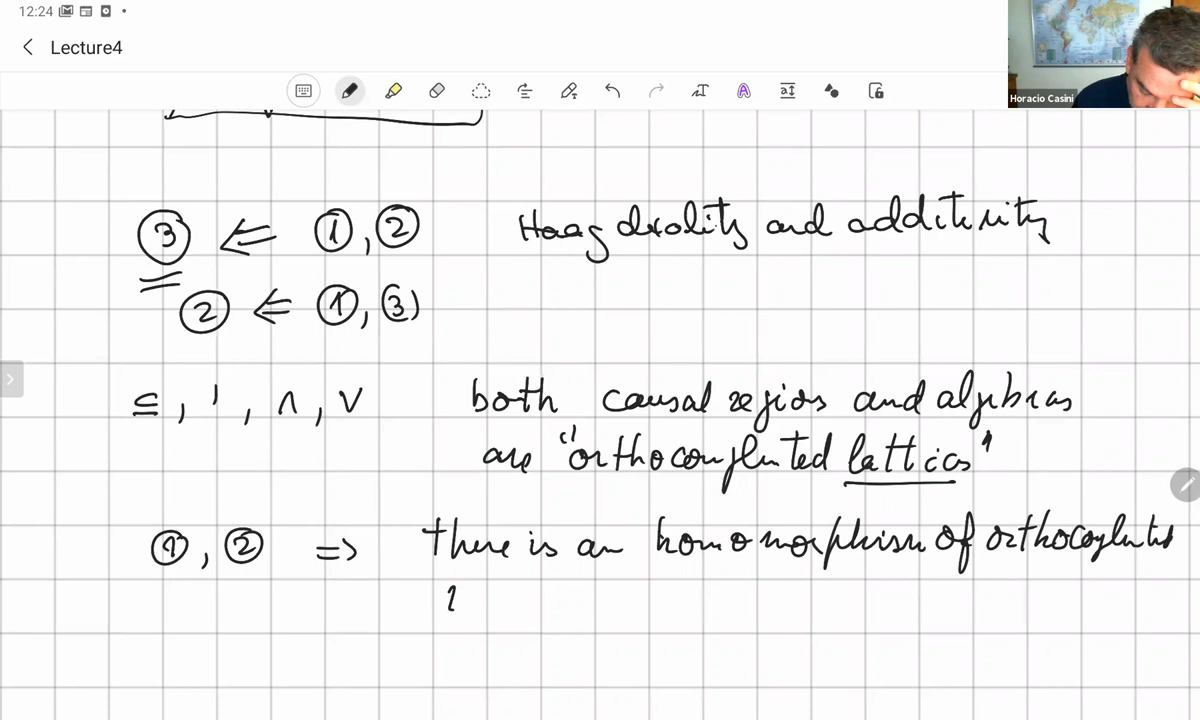 12:24
Lecture4
Horacio Casini
③ ⇐ ①, ② Haag duality and additivity
② ⇐ ①, ③
⊆, ', ∩, ∨ both causal regions and algebras
are "orthocomplemented lattices"
①, ② => there is an homomorphism of orthocomplemented
l